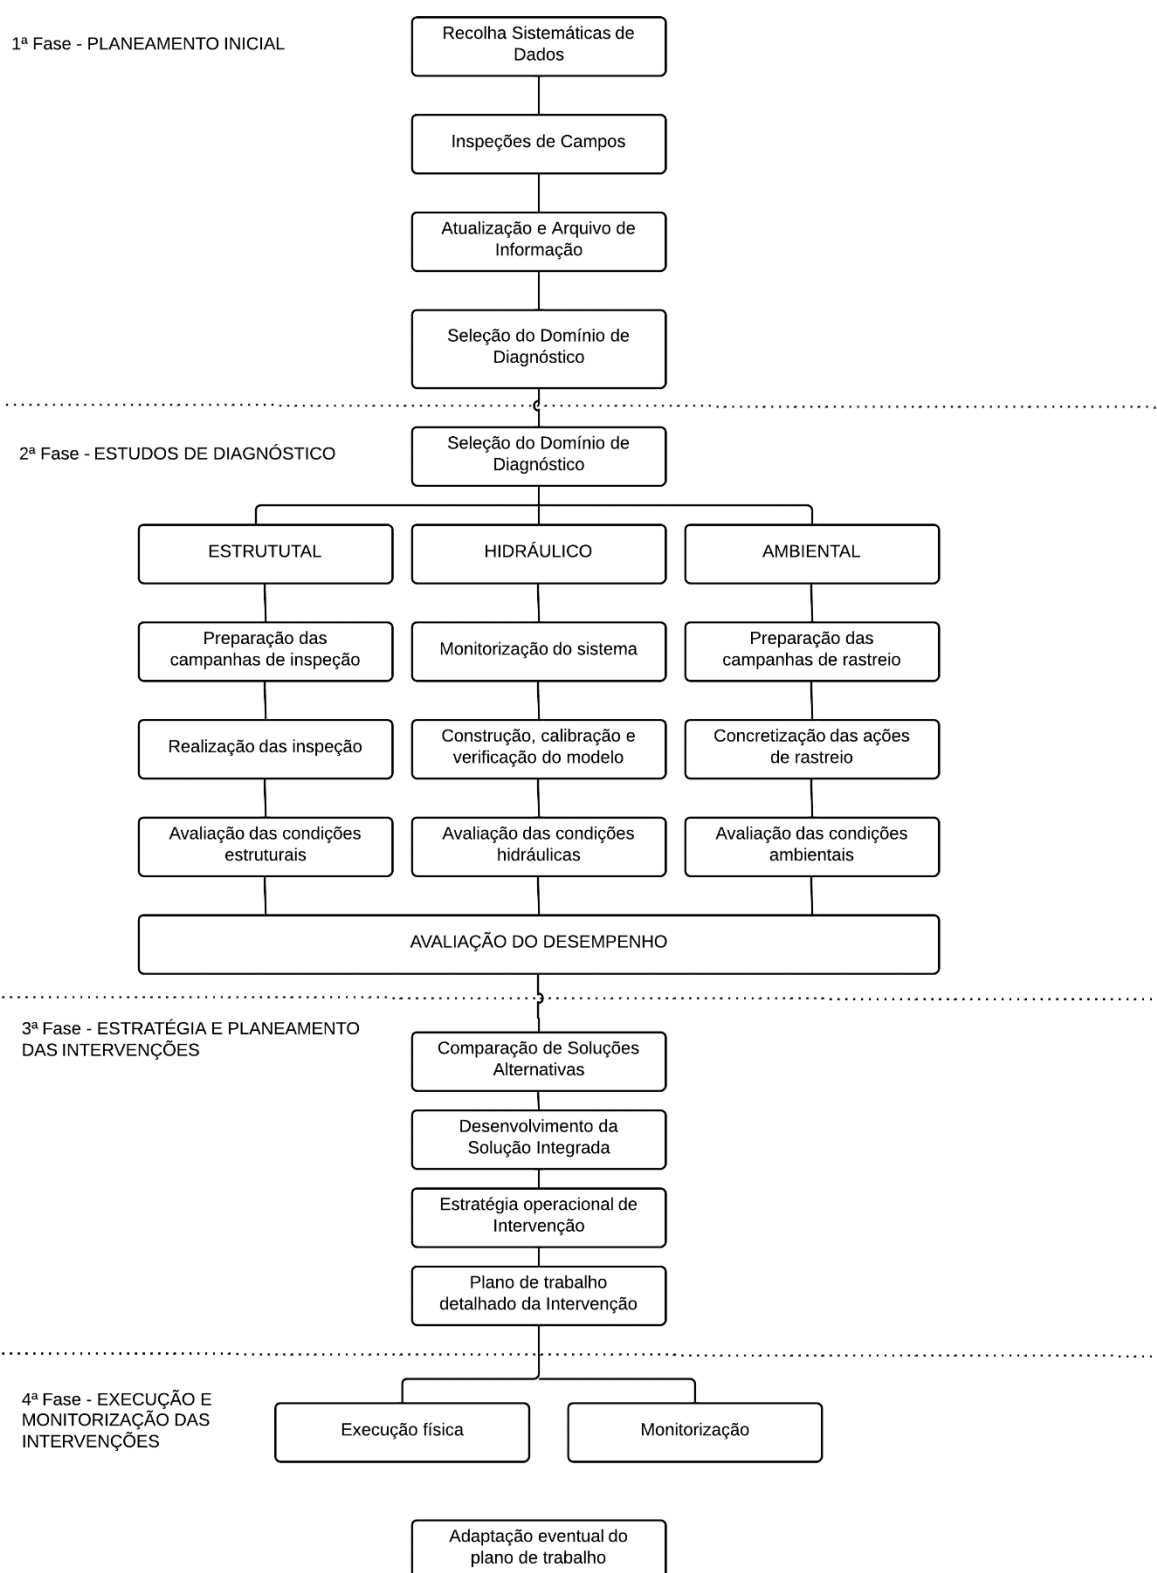 1ª Fase - PLANEAMENTO INICIAL
Recolha Sistemáticas de
Dados
Inspeções de Campos
Atualização e Arquivo de
Informação
Seleção do Domínio de
Diagnóstico
2ª Fase - ESTUDOS DE DIAGNÓSTICO
Seleção do Domínio de
Diagnóstico
ESTRUTUTAL
HIDRÁULICO
AMBIENTAL
Preparação das
campanhas de inspeção
Monitorização do sistema
Preparação das
campanhas de rastreio
Realização das inspeção
Construção, calibração e
verificação do modelo
Concretização das ações
de rastreio
Avaliação das condições
estruturais
Avaliação das condições
hidráulicas
Avaliação das condições
ambientais
AVALIAÇÃO DO DESEMPENHO
3ª Fase - ESTRATÉGIA E PLANEAMENTO
DAS INTERVENÇÕES
Comparação de Soluções
Alternativas
Desenvolvimento da
Solução Integrada
Estratégia operacional de
Intervenção
Plano de trabalho
detalhado da Intervenção
4ª Fase - EXECUÇÃO E
MONITORIZAÇÃO DAS
INTERVENÇÕES
Execução física
Monitorização
Adaptação eventual do
plano de trabalho